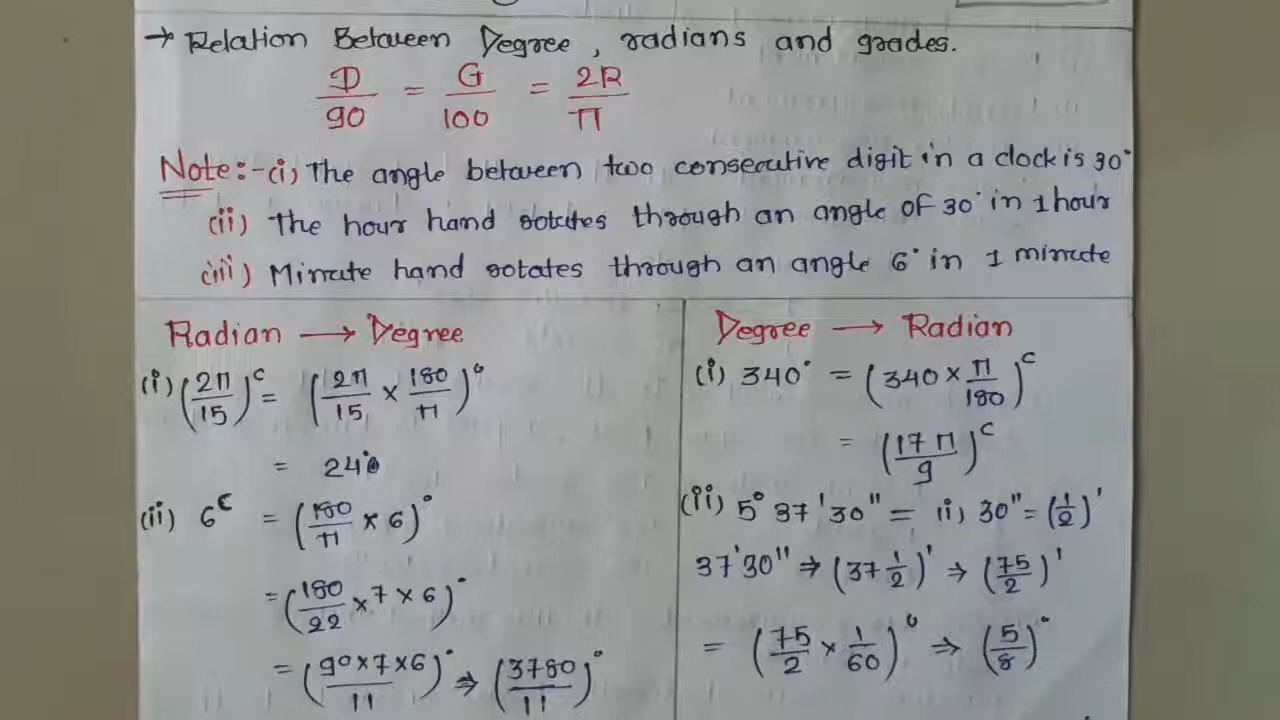 → Relation Between Degree, radians and grades.
D/90 = G/100 = 2R/π
Note:-(i) The angle between two consecutive digit in a clock is 30°
(ii) The hour hand rotates through an angle of 30° in 1 hour
(iii) Minute hand rotates through an angle 6° in 1 minute
Radian → Degree
(i) (2π/15)ᶜ = (2π/15 × 180/π)°
= 24°
(ii) 6ᶜ = (180/π × 6)°
= (180/22 × 7 × 6)°
= (90×7×6/11)° ⇒ (3780/11)°
Degree → Radian
(i) 340° = (340 × π/180)ᶜ
= (17π/9)ᶜ
(ii) 5° 37' 30" = (i) 30" = (1/2)'
37'30" ⇒ (37 1/2)' ⇒ (75/2)'
= (75/2 × 1/60)° ⇒ (5/8)°